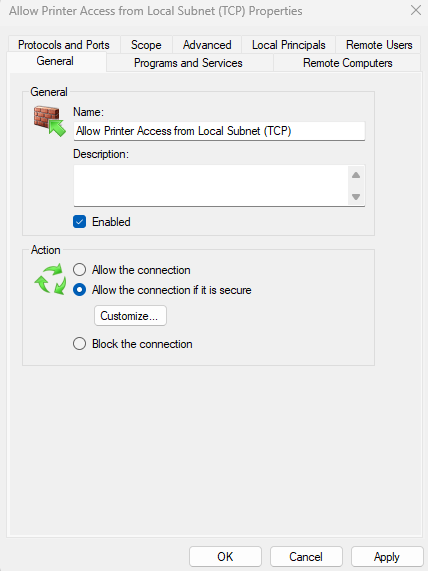 Allow Printer Access from Local Subnet (TCP) Properties
Protocols and Ports Scope Advanced Local Principals Remote Users
General Programs and Services Remote Computers
General
Name:
Allow Printer Access from Local Subnet (TCP)
Description:
Enabled
Action
Allow the connection
Allow the connection if it is secure
Customize...
Block the connection
OK Cancel Apply